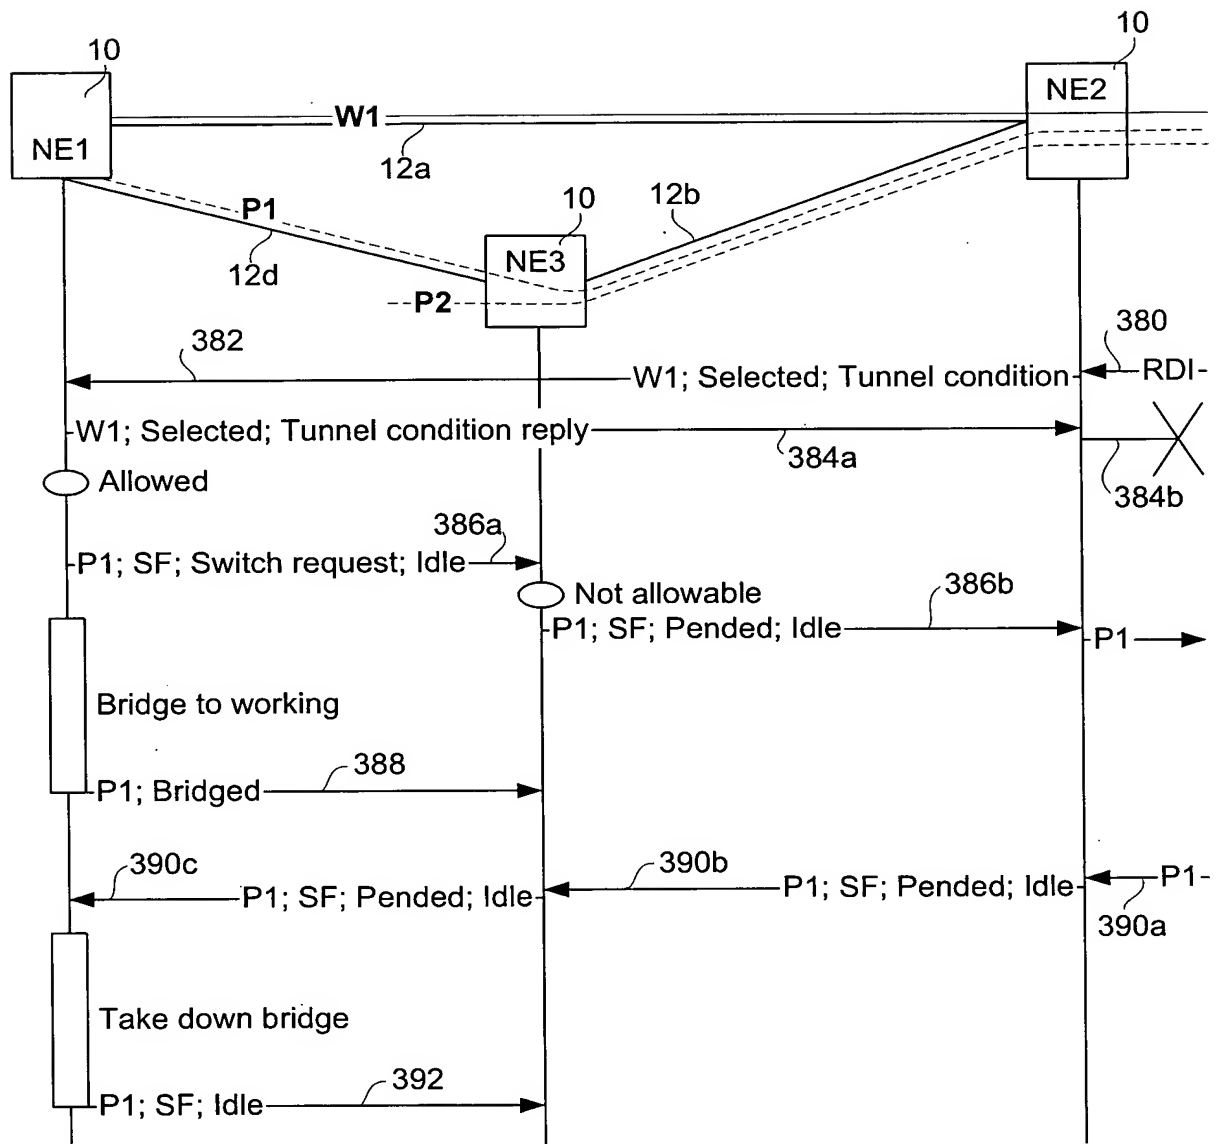 10
10
NE2
W1
NE1
12a
12b
P1
10
NE3
12d
P2
382
380
W1; Selected; Tunnel condition
RDI
W1; Selected; Tunnel condition reply
384a
Allowed
384b
386a
P1; SF; Switch request; Idle
Not allowable
386b
P1; SF; Pended; Idle
P1
Bridge to working
388
P1; Bridged
390c
390b
P1; SF; Pended; Idle
P1; SF; Pended; Idle
P1
390a
Take down bridge
392
P1; SF; Idle